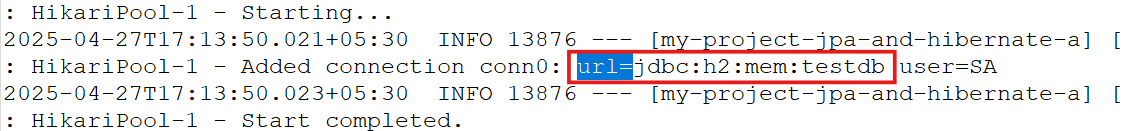 : HikariPool-1 - Starting...
2025-04-27T17:13:50.021+05:30  INFO 13876 --- [my-project-jpa-and-hibernate-a] [
: HikariPool-1 - Added connection conn0: url=jdbc:h2:mem:testdb user=SA
2025-04-27T17:13:50.023+05:30  INFO 13876 --- [my-project-jpa-and-hibernate-a] [
: HikariPool-1 - Start completed.